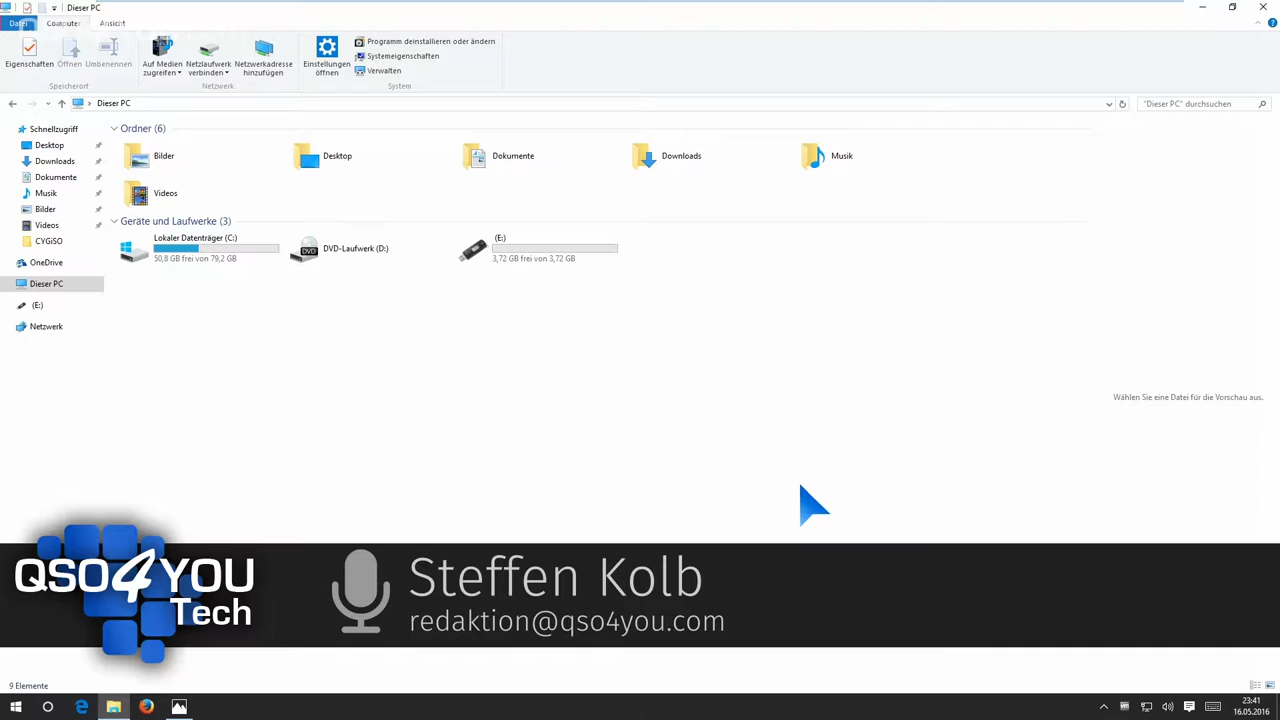 Dieser PC
Datei Computer Ansicht
Eigenschaften Öffnen Umbenennen Auf Medien zugreifen Netzlaufwerk verbinden Netzwerkadresse hinzufügen Einstellungen öffnen
Programm deinstallieren oder ändern
Systemeigenschaften
Verwalten
Speicherort Netzwerk System
Dieser PC
"Dieser PC" durchsuchen
Schnellzugriff
Desktop
Downloads
Dokumente
Musik
Bilder
Videos
CYGiSO
OneDrive
Dieser PC
(E:)
Netzwerk
Ordner (6)
Bilder Desktop Dokumente Downloads Musik
Videos
Geräte und Laufwerke (3)
Lokaler Datenträger (C:)
50,8 GB frei von 79,2 GB
DVD
DVD-Laufwerk (D:)
(E:)
3,72 GB frei von 3,72 GB
Wählen Sie eine Datei für die Vorschau aus.
QSO4YOU
Tech
Steffen Kolb
redaktion@qso4you.com
9 Elemente
23:41
16.05.2016